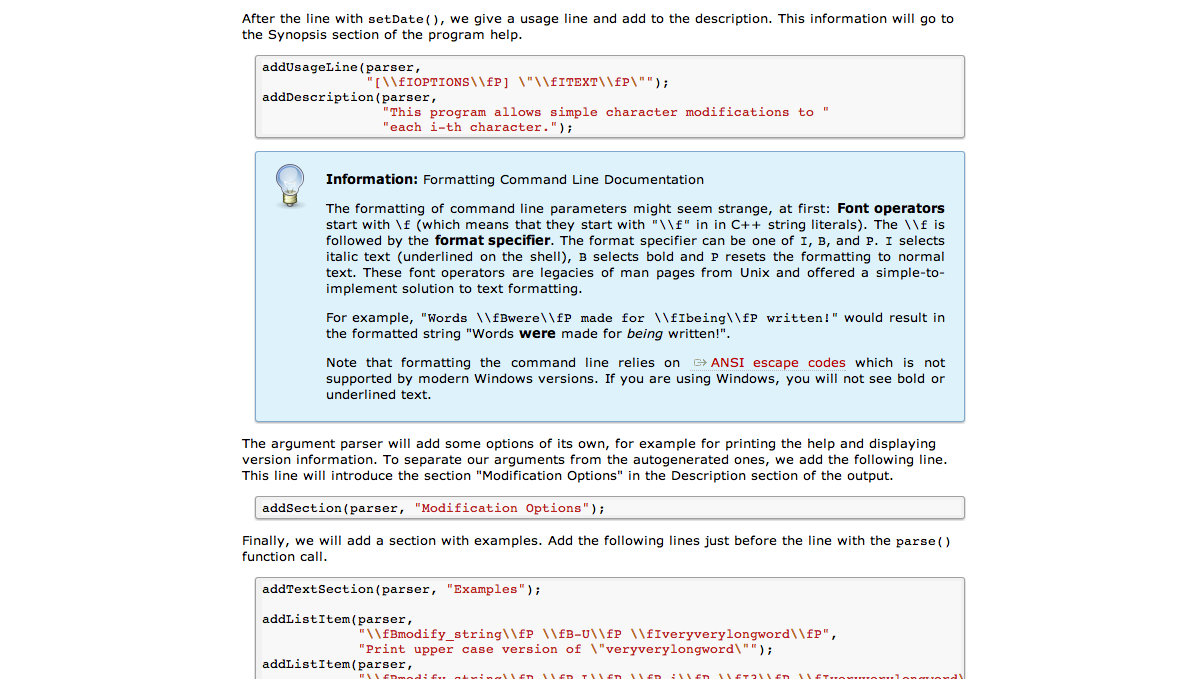 After the line with setDate(), we give a usage line and add to the description. This information will go to
the Synopsis section of the program help.
addUsageLine(parser,
"[\\fIOPTIONS\\fP] \"\\fITEXT\\fP\"");
addDescription(parser,
"This program allows simple character modifications to "
"each i-th character.");
Information: Formatting Command Line Documentation
The formatting of command line parameters might seem strange, at first: Font operators
start with \f (which means that they start with "\\f" in in C++ string literals). The \\f is
followed by the format specifier. The format specifier can be one of I, B, and P. I selects
italic text (underlined on the shell), B selects bold and P resets the formatting to normal
text. These font operators are legacies of man pages from Unix and offered a simple-to-
implement solution to text formatting.
For example, "Words \\fBwere\\fP made for \\fIbeing\\fP written!" would result in
the formatted string "Words were made for being written!".
Note that formatting the command line relies on ANSI escape codes which is not
supported by modern Windows versions. If you are using Windows, you will not see bold or
underlined text.
The argument parser will add some options of its own, for example for printing the help and displaying
version information. To separate our arguments from the autogenerated ones, we add the following line.
This line will introduce the section "Modification Options" in the Description section of the output.
addSection(parser, "Modification Options");
Finally, we will add a section with examples. Add the following lines just before the line with the parse()
function call.
addTextSection(parser, "Examples");
addListItem(parser,
"\\fBmodify_string\\fP \\fB-U\\fP \\fIveryverylongword\\fP",
"Print upper case version of \"veryverylongword\"");
addListItem(parser,